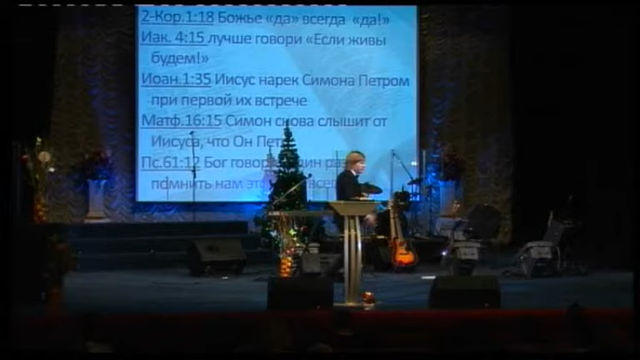 2-Кор.1:18 Божье «да» всегда «да!»
Иак. 4:15 лучше говори «Если живы
будем!»
Иоан.1:35 Иисус нарек Симона Петром
при первой их встрече
Матф.16:15 Симон снова слышит от
Иисуса, что Он
Пс.61:12 Бог
помнить нам